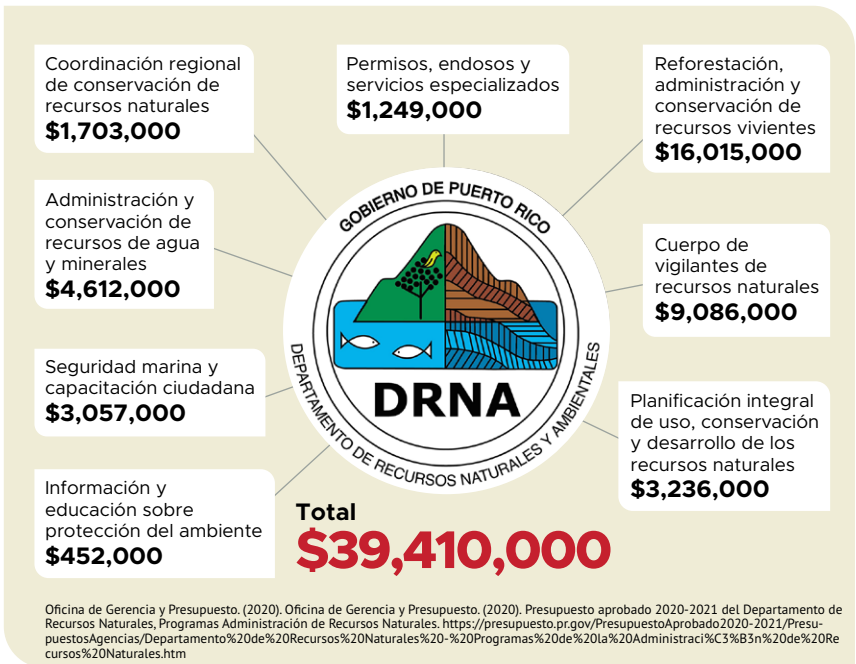 Coordinación regional
de conservación de
recursos naturales
$1,703,000
Permisos, endosos y
servicios especializados
$1,249,000
Reforestación,
administración y
conservación de
recursos vivientes
$16,015,000
Administración y
conservación de
recursos de agua
y minerales
$4,612,000
Cuerpo de
vigilantes de
recursos naturales
$9,086,000
Seguridad marina y
capacitación ciudadana
$3,057,000
Planificación integral
de uso, conservación
y desarrollo de los
recursos naturales
$3,236,000
Información y
educación sobre
protección del ambiente
$452,000
GOBIERNO DE PUERTO RICO
DRNA
DEPARTAMENTO DE RECURSOS NATURALES Y AMBIENTALES
Total
$39,410,000
Oficina de Gerencia y Presupuesto. (2020). Oficina de Gerencia y Presupuesto. (2020). Presupuesto aprobado 2020-2021 del Departamento de
Recursos Naturales, Programas Administración de Recursos Naturales. https://presupuesto.pr.gov/PresupuestoAprobado2020-2021/Presu-
puestosAgencias/Departamento%20de%20Recursos%20Naturales%20-%20Programas%20de%20la%20Administraci%C3%B3n%20de%20Re
cursos%20Naturales.htm